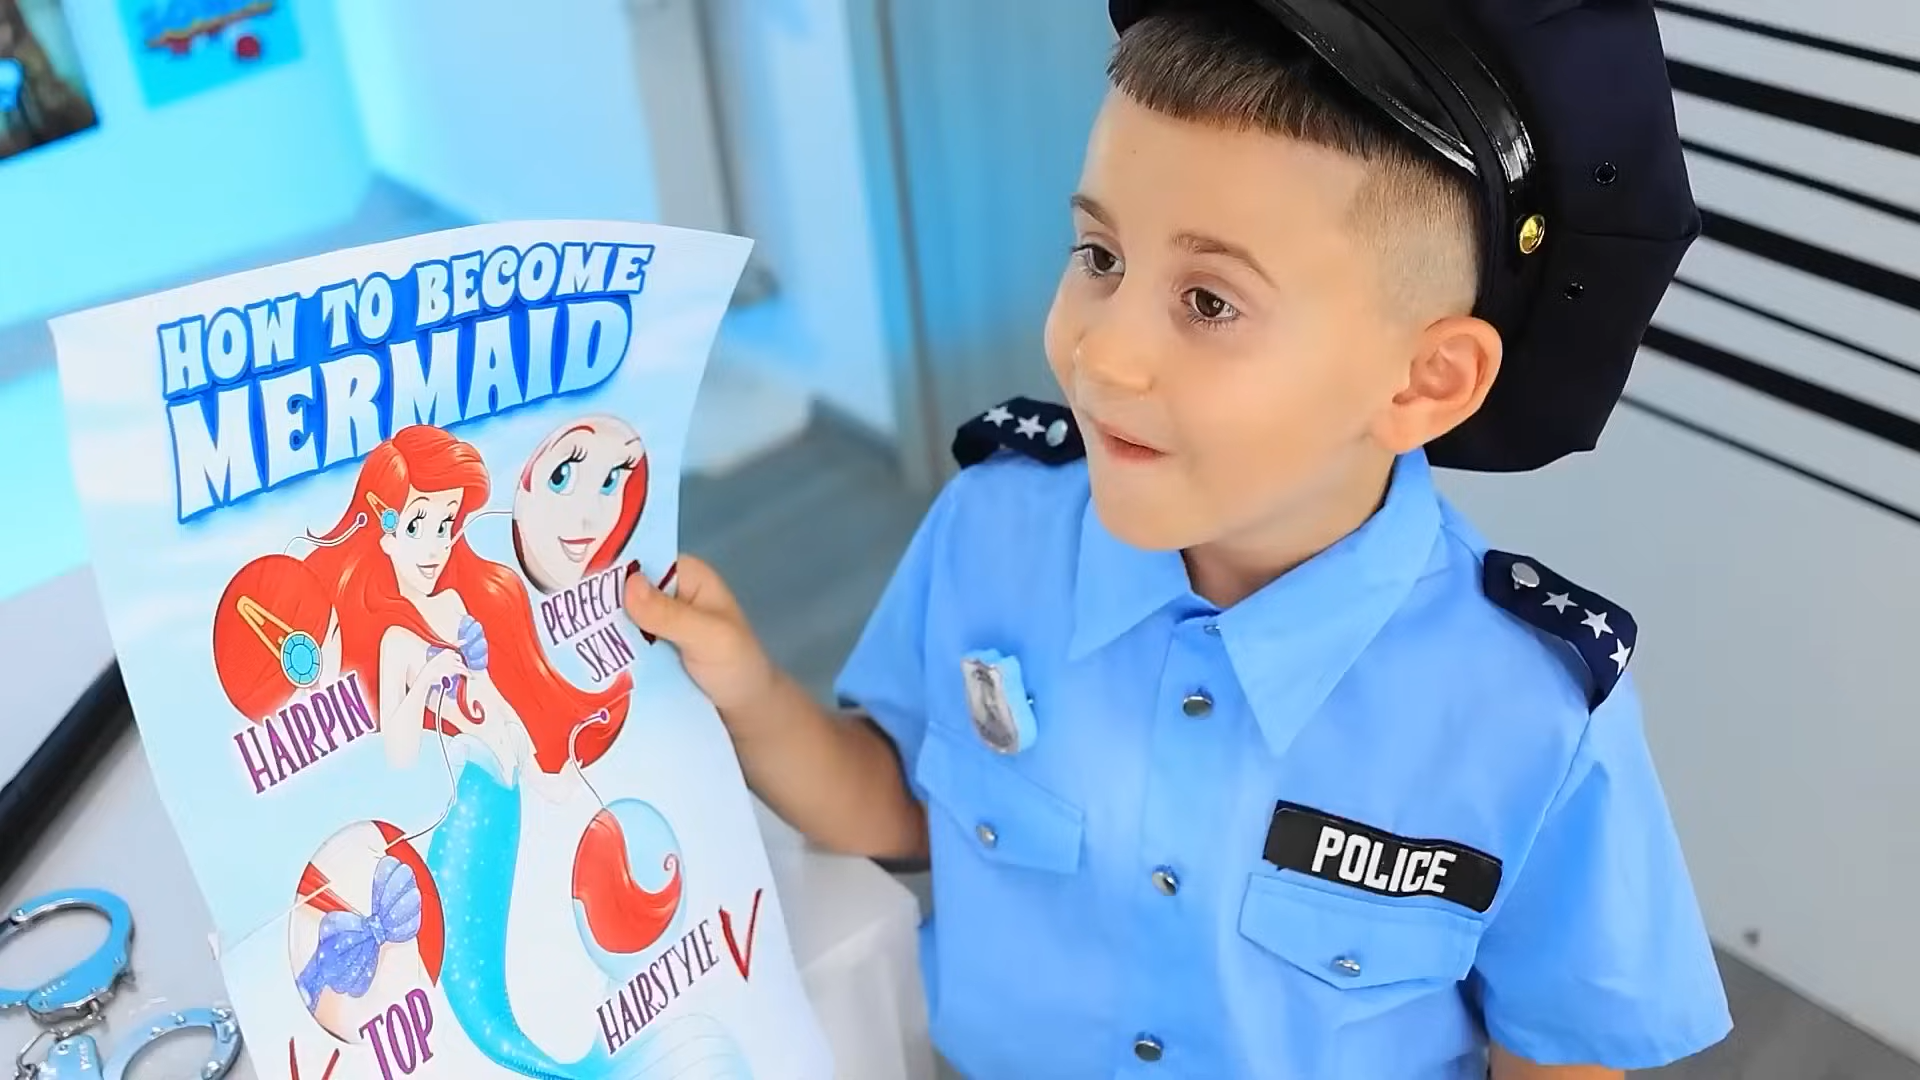 HOW TO BECOME
MERMAID
PERFECT
SKIN
HAIRPIN
HAIRSTYLE
TOP
POLICE